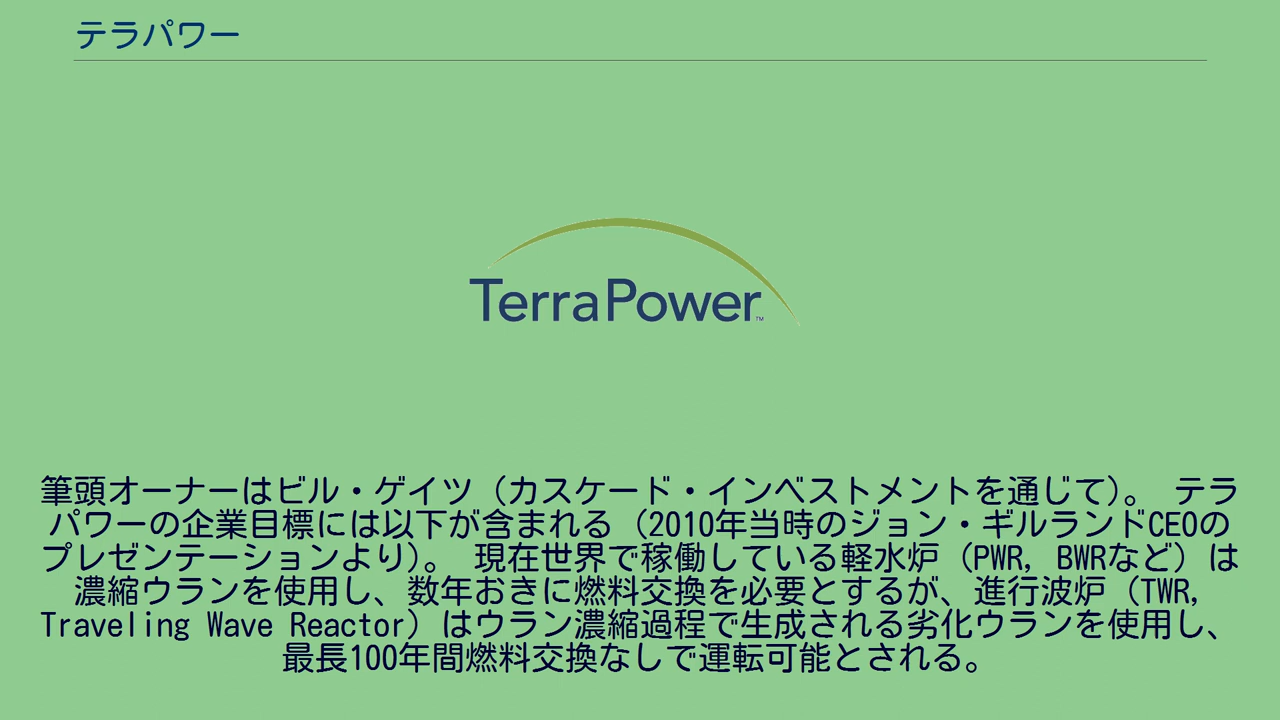 テラパワー
TerraPower™
筆頭オーナーはビル・ゲイツ（カスケード・インベストメントを通じて）。 テラ
パワーの企業目標には以下が含まれる（2010年当時のジョン・ギルランドCEOの
プレゼンテーションより）。 現在世界で稼働している軽水炉（PWR, BWRなど）は
濃縮ウランを使用し、数年おきに燃料交換を必要とするが、進行波炉（TWR,
Traveling Wave Reactor）はウラン濃縮過程で生成される劣化ウランを使用し、
最長100年間燃料交換なしで運転可能とされる。